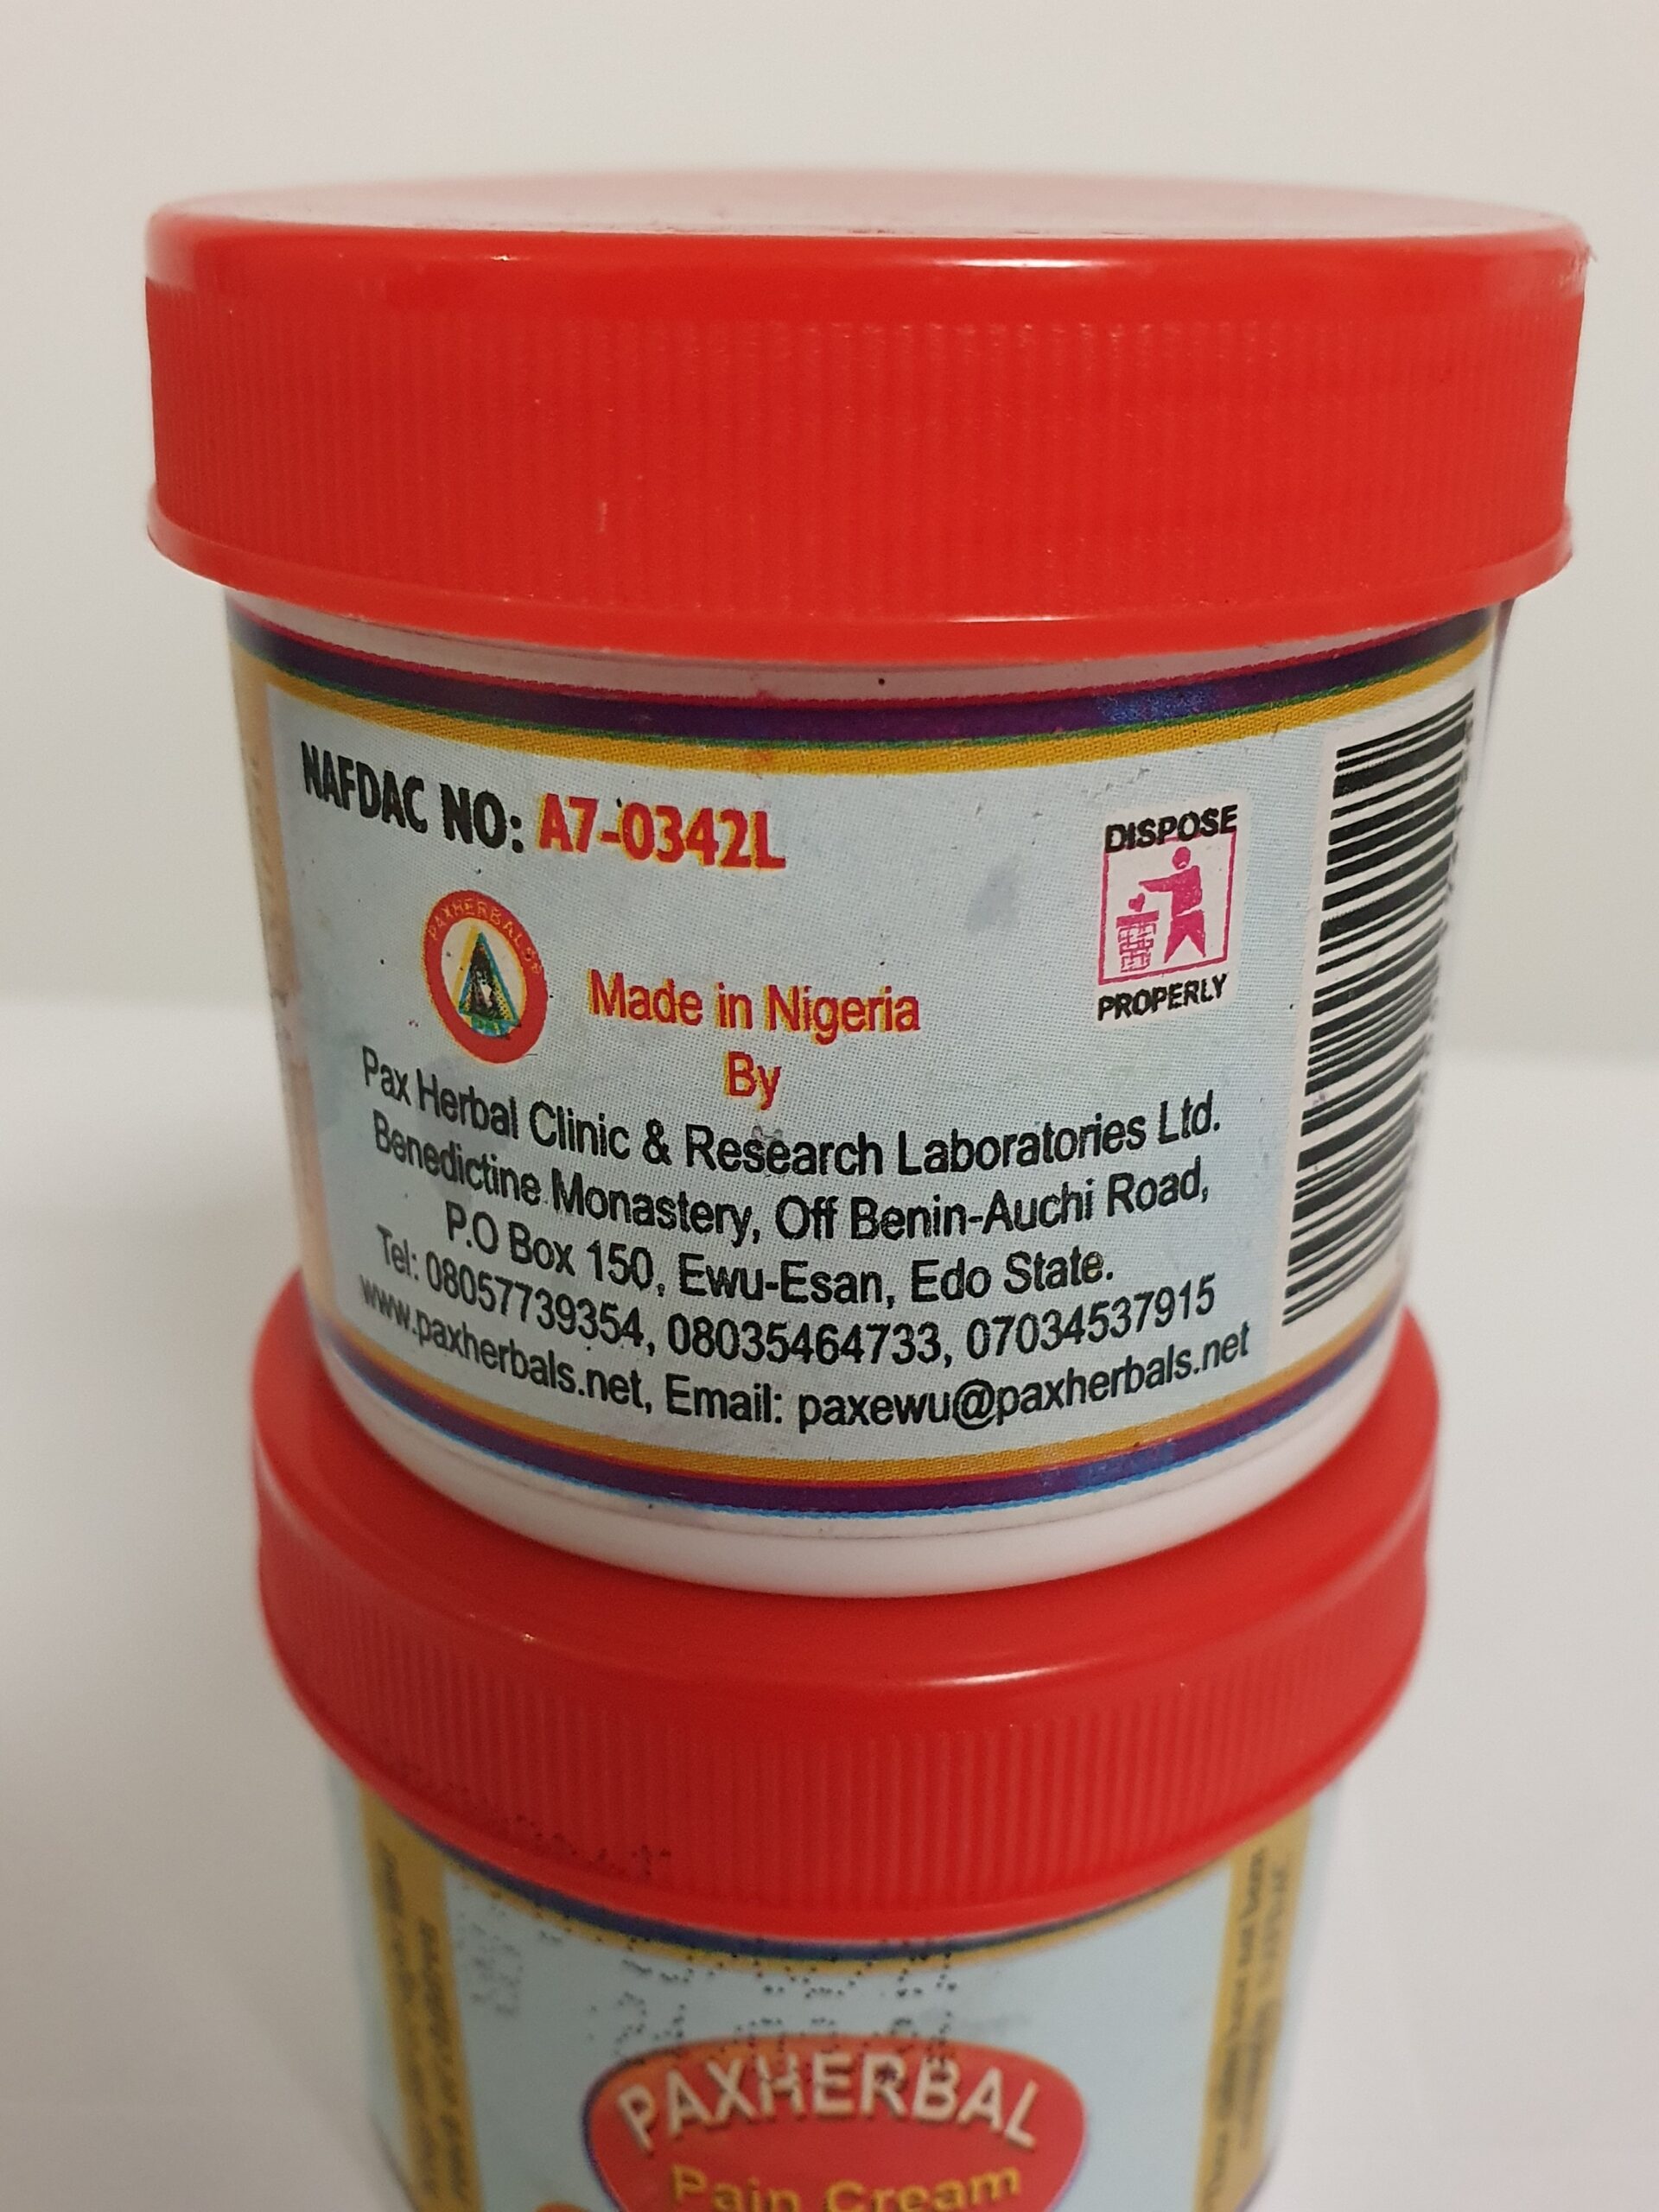 NAFDAC NO: A7-0342L
DISPOSE
PROPERLY
PAXHERBALS
PAX
Made in Nigeria
By
Pax Herbal Clinic & Research Laboratories Ltd.
Benedictine Monastery, Off Benin-Auchi Road,
P.O Box 150, Ewu-Esan, Edo State.
Tel: 08057739354, 08035464733, 07034537915
www.paxherbals.net, Email: paxewu@paxherbals.net
PAXHERBAL
Pain Cream